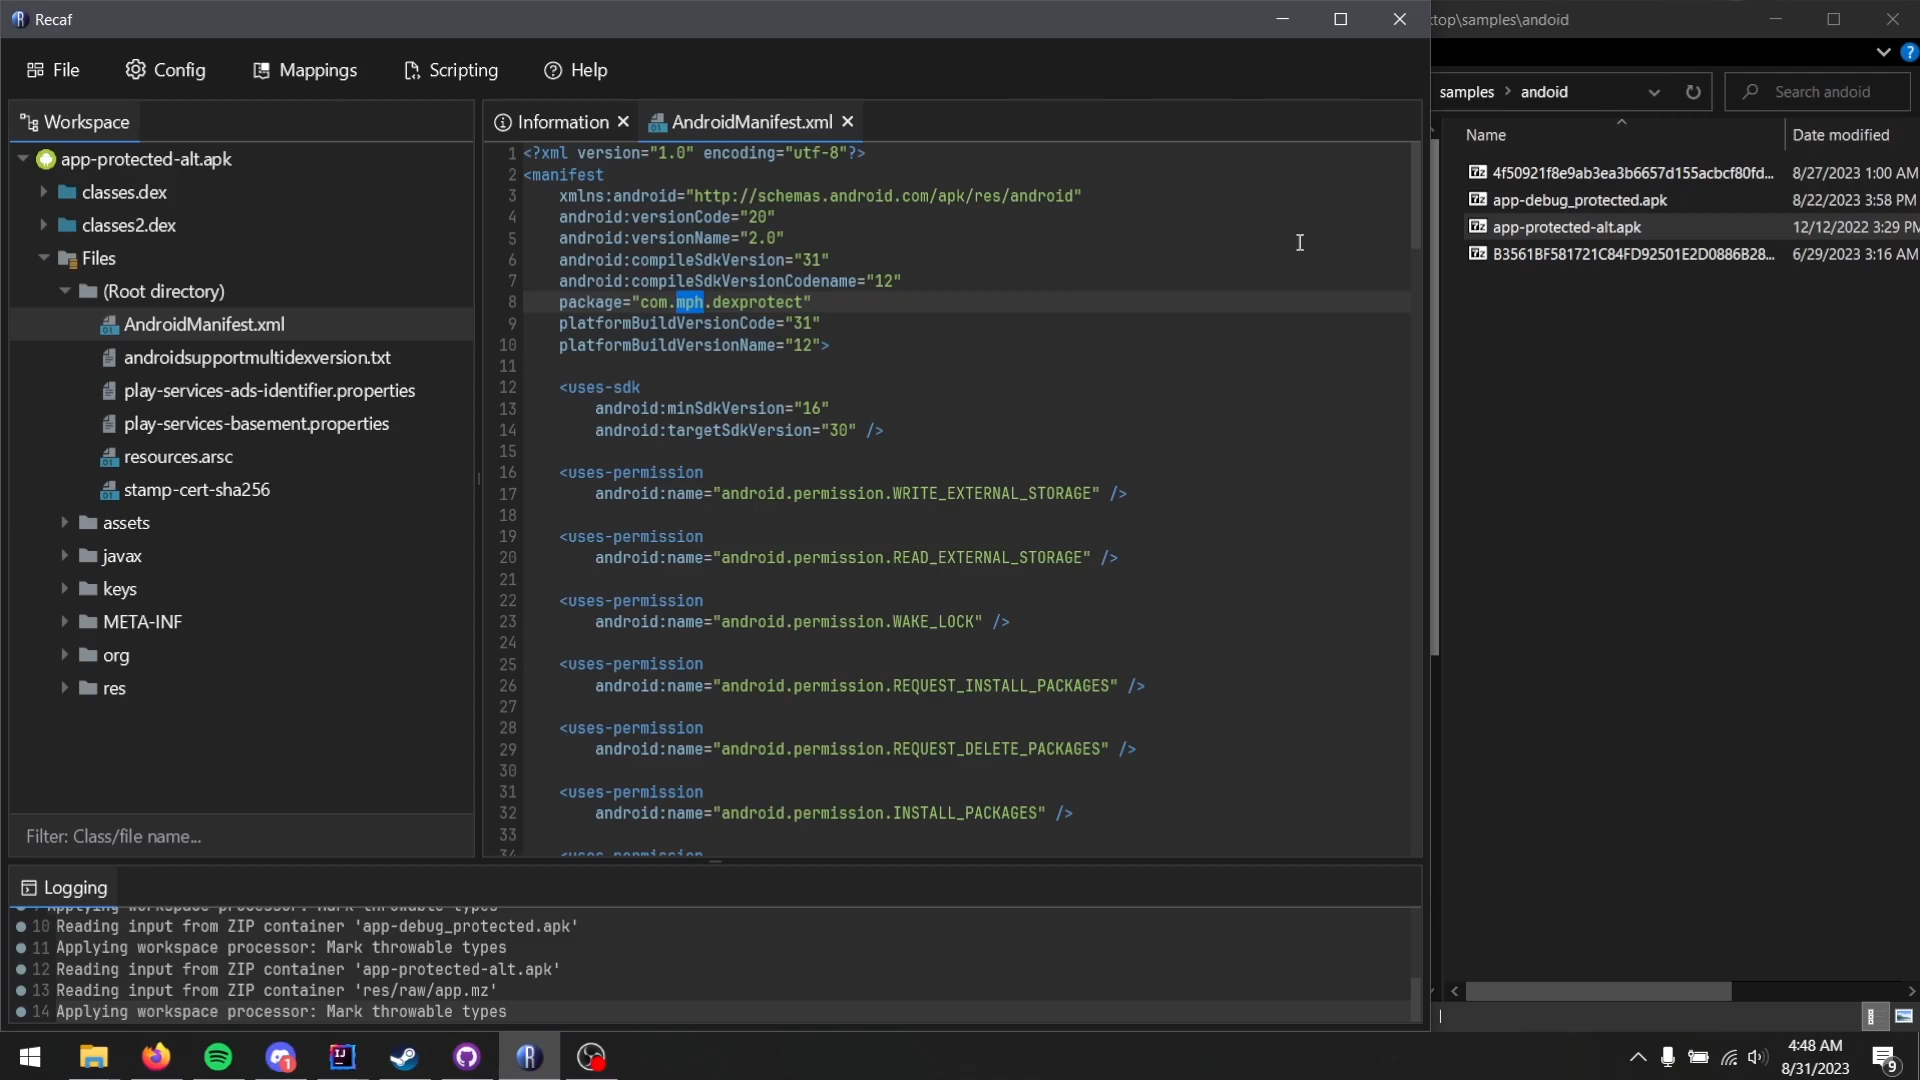 Recaf
File
Config
Mappings
Scripting
Help
Workspace
app-protected-alt.apk
classes.dex
classes2.dex
Files
(Root directory)
AndroidManifest.xml
androidsupportmultidexversion.txt
play-services-ads-identifier.properties
play-services-basement.properties
resources.arsc
stamp-cert-sha256
assets
javax
keys
META-INF
org
res
Filter: Class/file name...
Information
AndroidManifest.xml
1 <?xml version="1.0" encoding="utf-8"?>
2 <manifest
3 xmlns:android="http://schemas.android.com/apk/res/android"
4 android:versionCode="20"
5 android:versionName="2.0"
6 android:compileSdkVersion="31"
7 android:compileSdkVersionCodename="12"
8 package="com.mph.dexprotect"
9 platformBuildVersionCode="31"
10 platformBuildVersionName="12">
11
12 <uses-sdk
13 android:minSdkVersion="16"
14 android:targetSdkVersion="30" />
15
16 <uses-permission
17 android:name="android.permission.WRITE_EXTERNAL_STORAGE" />
18
19 <uses-permission
20 android:name="android.permission.READ_EXTERNAL_STORAGE" />
21
22 <uses-permission
23 android:name="android.permission.WAKE_LOCK" />
24
25 <uses-permission
26 android:name="android.permission.REQUEST_INSTALL_PACKAGES" />
27
28 <uses-permission
29 android:name="android.permission.REQUEST_DELETE_PACKAGES" />
30
31 <uses-permission
32 android:name="android.permission.INSTALL_PACKAGES" />
33
34 <uses-permission
Logging
Applying workspace processor: Mark throwable types
10 Reading input from ZIP container 'app-debug_protected.apk'
11 Applying workspace processor: Mark throwable types
12 Reading input from ZIP container 'app-protected-alt.apk'
13 Reading input from ZIP container 'res/raw/app.mz'
14 Applying workspace processor: Mark throwable types
top\samples\andoid
samples > andoid
Search andoid
Name
Date modified
4f50921f8e9ab3ea3b6657d155acbcf80fd... 8/27/2023 1:00 AM
app-debug_protected.apk 8/22/2023 3:58 PM
app-protected-alt.apk 12/12/2022 3:29 PM
B3561BF581721C84FD92501E2D0886B28... 6/29/2023 3:16 AM
4:48 AM
8/31/2023
9
1